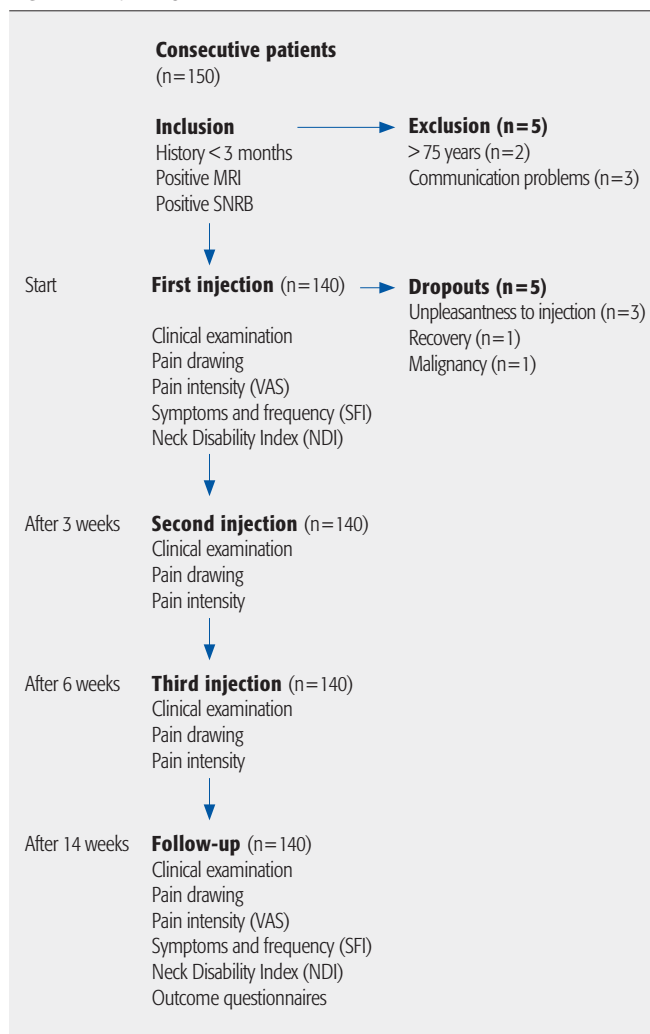 Consecutive patients
(n=150)
Inclusion
History < 3 months
Positive MRI
Positive SNRB
Exclusion (n=5)
> 75 years (n=2)
Communication problems (n=3)
Start
First injection (n=140)
Clinical examination
Pain drawing
Pain intensity (VAS)
Symptoms and frequency (SFI)
Neck Disability Index (NDI)
Dropouts (n=5)
Unpleasantness to injection (n=3)
Recovery (n=1)
Malignancy (n=1)
After 3 weeks
Second injection (n=140)
Clinical examination
Pain drawing
Pain intensity
After 6 weeks
Third injection (n=140)
Clinical examination
Pain drawing
Pain intensity
After 14 weeks
Follow-up (n=140)
Clinical examination
Pain drawing
Pain intensity (VAS)
Symptoms and frequency (SFI)
Neck Disability Index (NDI)
Outcome questionnaires